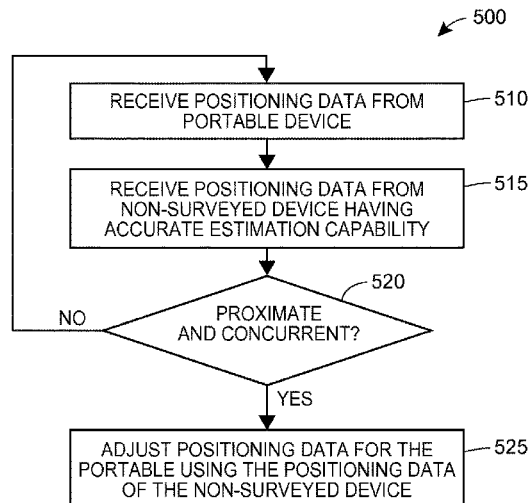 500
RECEIVE POSITIONING DATA FROM
PORTABLE DEVICE
510
RECEIVE POSITIONING DATA FROM
NON-SURVEYED DEVICE HAVING
ACCURATE ESTIMATION CAPABILITY
515
520
PROXIMATE
AND CONCURRENT?
NO
YES
ADJUST POSITIONING DATA FOR THE
PORTABLE USING THE POSITIONING DATA
OF THE NON-SURVEYED DEVICE
525